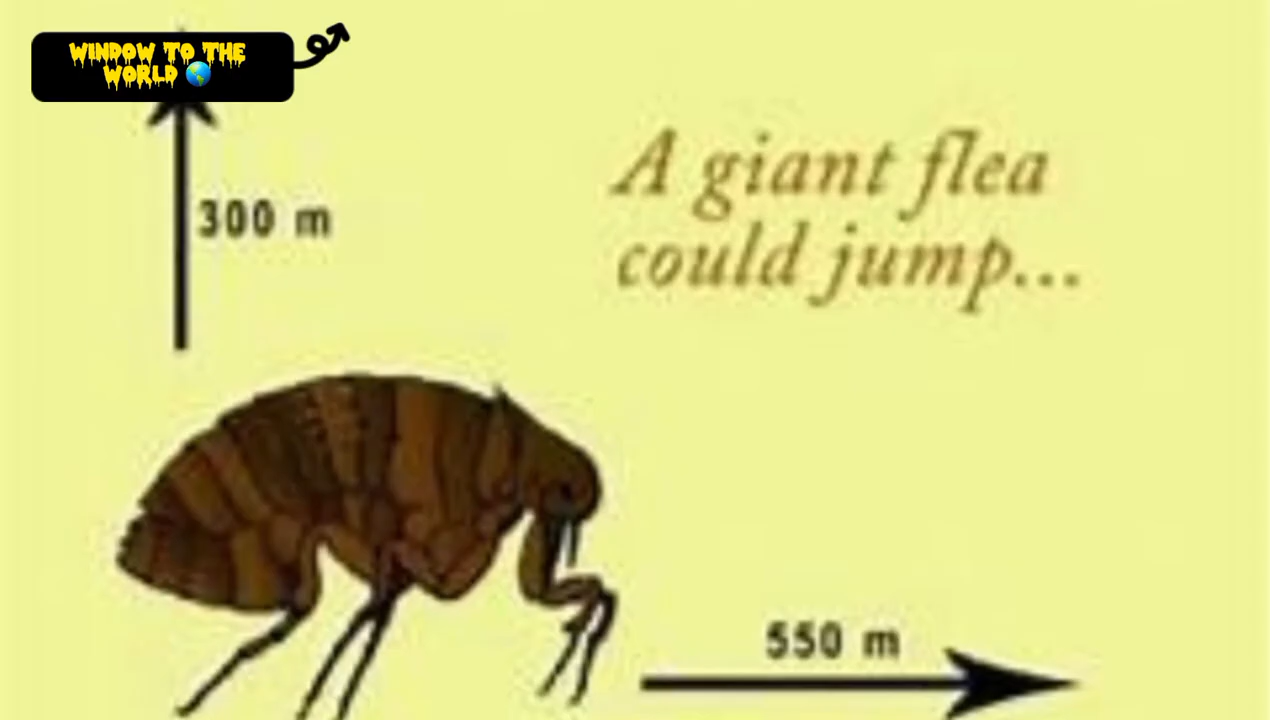 WINDOW TO THE
WORLD 🌎
300 m
A giant flea
could jump...
550 m